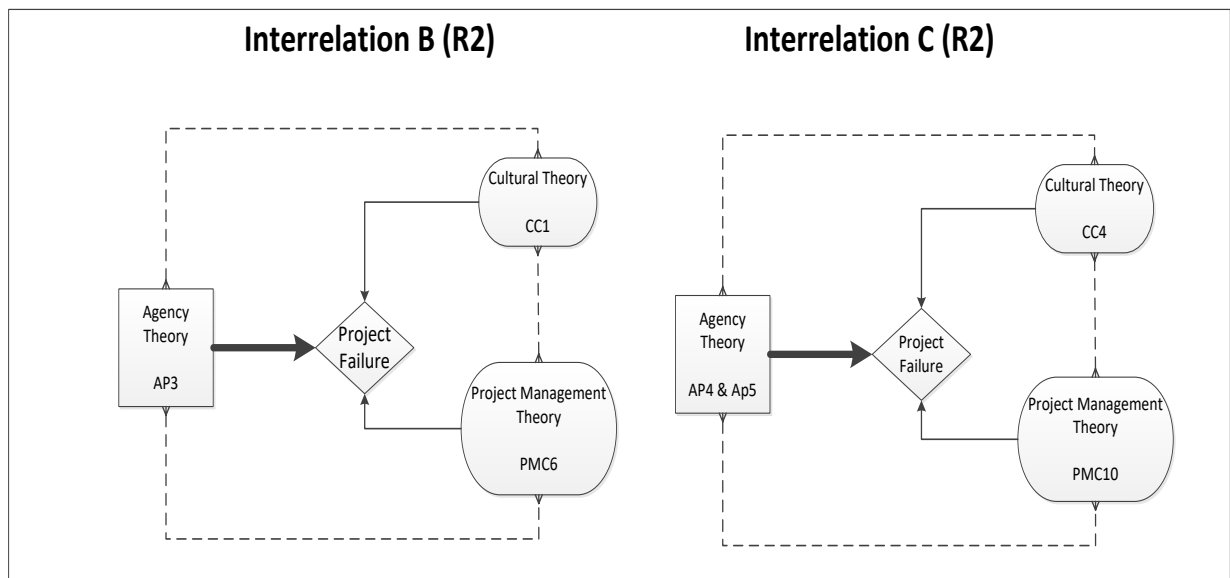 Interrelation B (R2)
Cultural Theory
CC1
Agency
Theory
AP3
Project
Failure
Project Management
Theory
PMC6
Interrelation C (R2)
Cultural Theory
CC4
Agency
Theory
AP4 & Ap5
Project
Failure
Project Management
Theory
PMC10